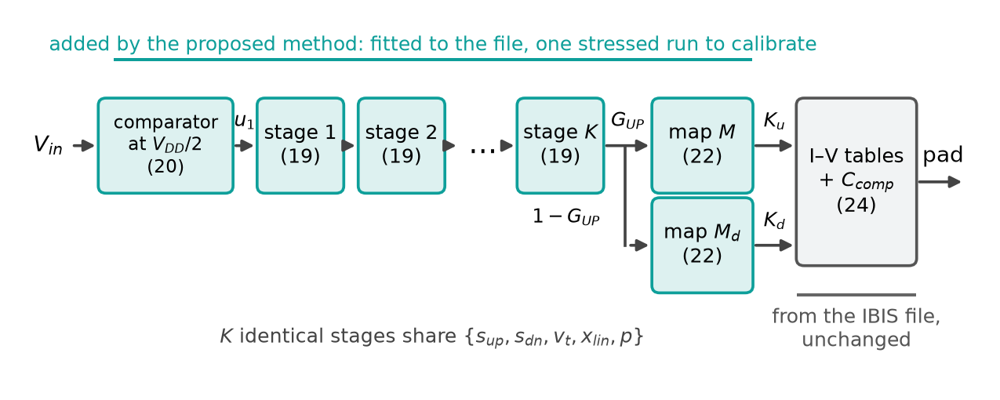 added by the proposed method: fitted to the file, one stressed run to calibrate
V_in
comparator
at V_DD/2
(20)
u_1
stage 1
(19)
stage 2
(19)
...
stage K
(19)
G_UP
1 − G_UP
map M
(22)
K_u
map M_d
(22)
K_d
I–V tables
+ C_comp
(24)
pad
from the IBIS file,
unchanged
K identical stages share {s_up, s_dn, v_t, x_lin, p}